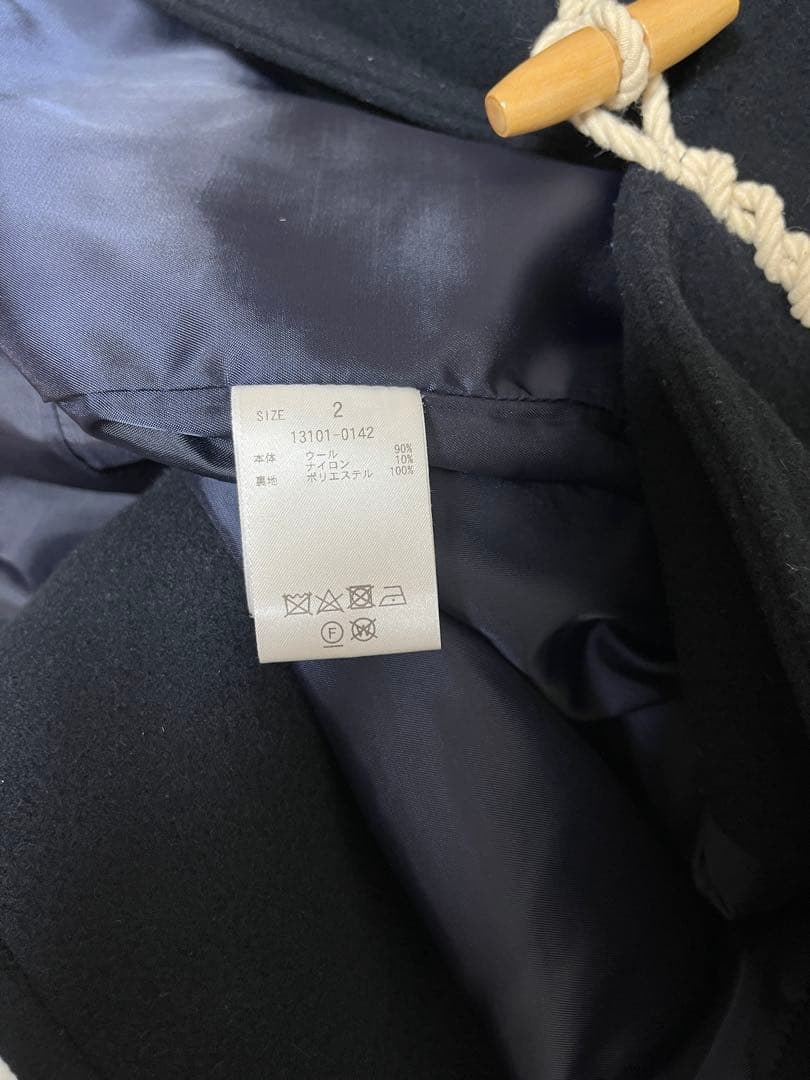 SIZE 2
13101-0142
本体 ウール 90%
ナイロン 10%
裏地 ポリエステル 100%
F W